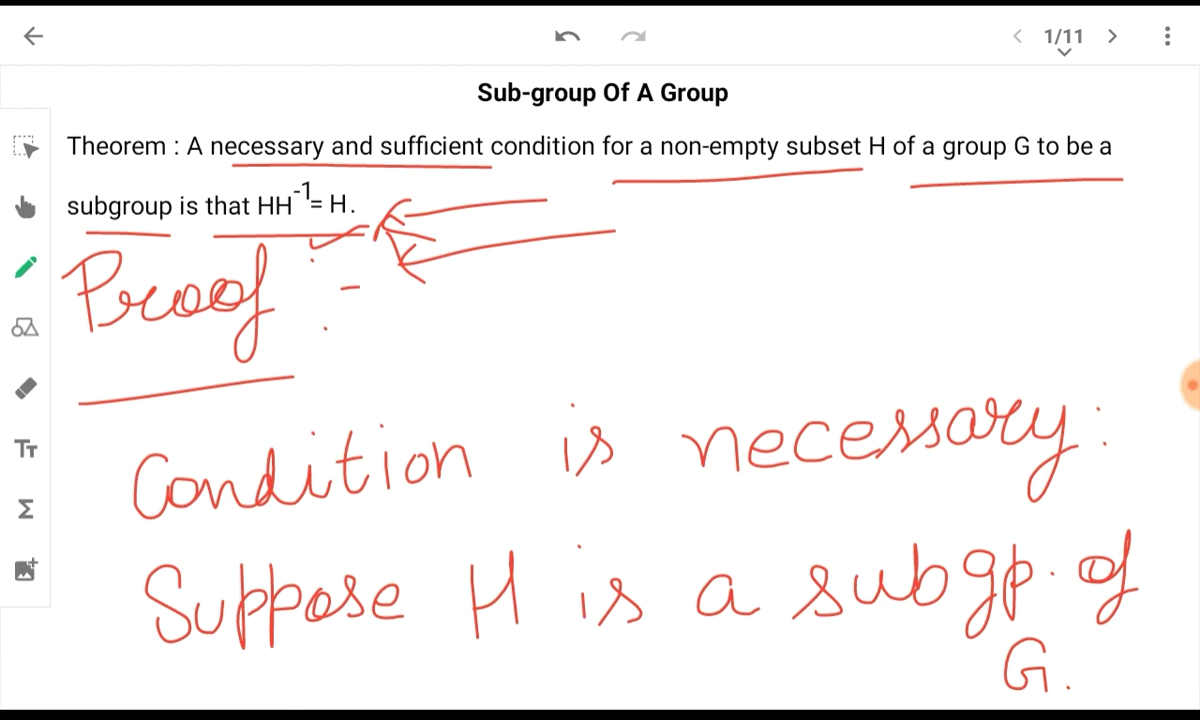 1/11
Sub-group Of A Group
Theorem : A necessary and sufficient condition for a non-empty subset H of a group G to be a
subgroup is that HH⁻¹= H.
Proof :-
Condition is necessary:
Suppose H is a subgp. of
G.